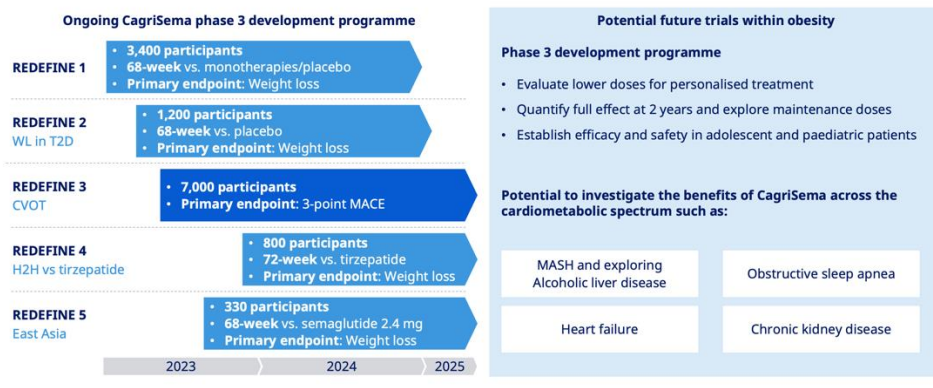 Ongoing CagriSema phase 3 development programme
REDEFINE 1
• 3,400 participants
• 68-week vs. monotherapies/placebo
• Primary endpoint: Weight loss
REDEFINE 2
WL in T2D
• 1,200 participants
• 68-week vs. placebo
• Primary endpoint: Weight loss
REDEFINE 3
CVOT
• 7,000 participants
• Primary endpoint: 3-point MACE
REDEFINE 4
H2H vs tirzepatide
• 800 participants
• 72-week vs. tirzepatide
• Primary endpoint: Weight loss
REDEFINE 5
East Asia
• 330 participants
• 68-week vs. semaglutide 2.4 mg
• Primary endpoint: Weight loss
2023 2024 2025
Potential future trials within obesity
Phase 3 development programme
• Evaluate lower doses for personalised treatment
• Quantify full effect at 2 years and explore maintenance doses
• Establish efficacy and safety in adolescent and paediatric patients
Potential to investigate the benefits of CagriSema across the
cardiometabolic spectrum such as:
MASH and exploring
Alcoholic liver disease
Obstructive sleep apnea
Heart failure
Chronic kidney disease